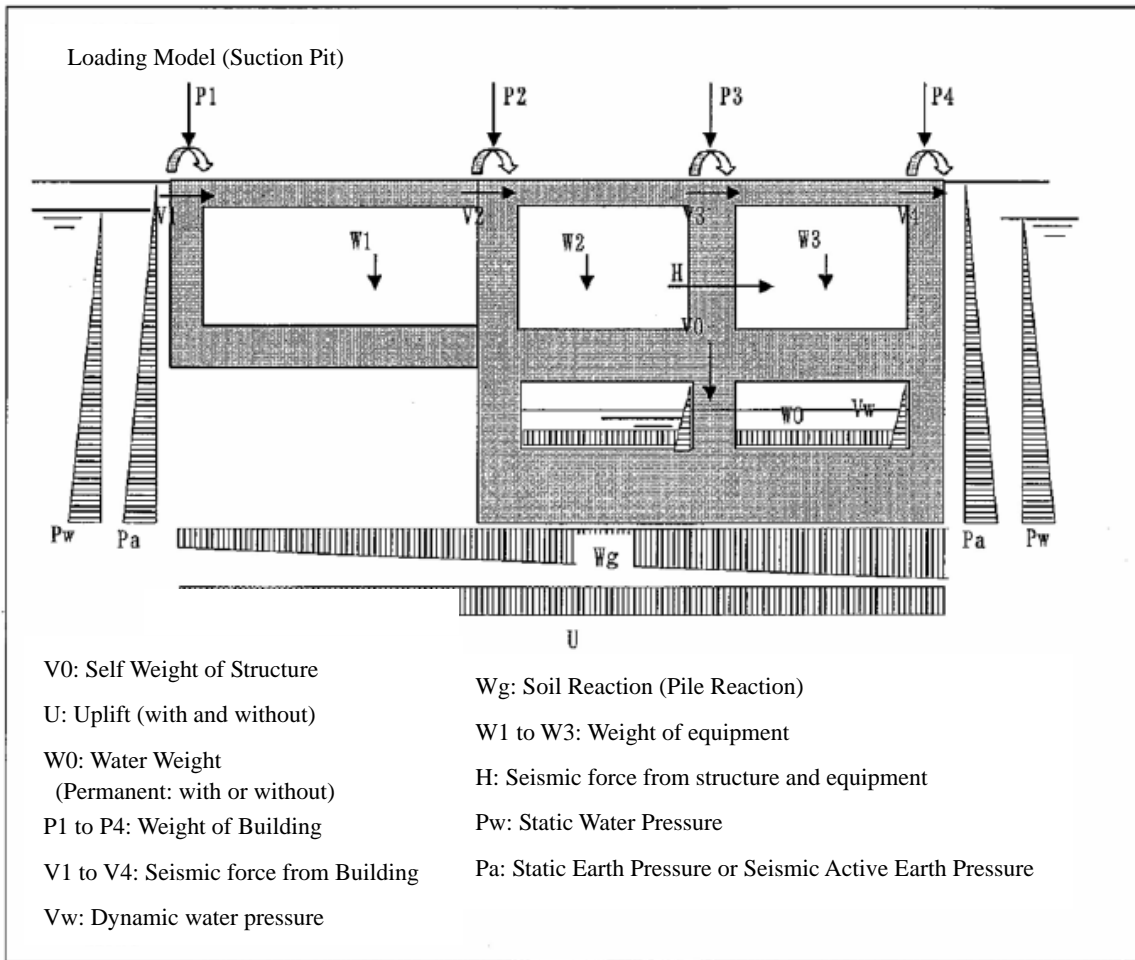 Loading Model (Suction Pit)
P1 P2 P3 P4
V1 V2 V3 V4
W1 W2 W3
H
V0
W0 Vw
Pw Pa Wg Pa Pw
U
V0: Self Weight of Structure
U: Uplift (with and without)
W0: Water Weight
(Permanent: with or without)
P1 to P4: Weight of Building
V1 to V4: Seismic force from Building
Vw: Dynamic water pressure
Wg: Soil Reaction (Pile Reaction)
W1 to W3: Weight of equipment
H: Seismic force from structure and equipment
Pw: Static Water Pressure
Pa: Static Earth Pressure or Seismic Active Earth Pressure